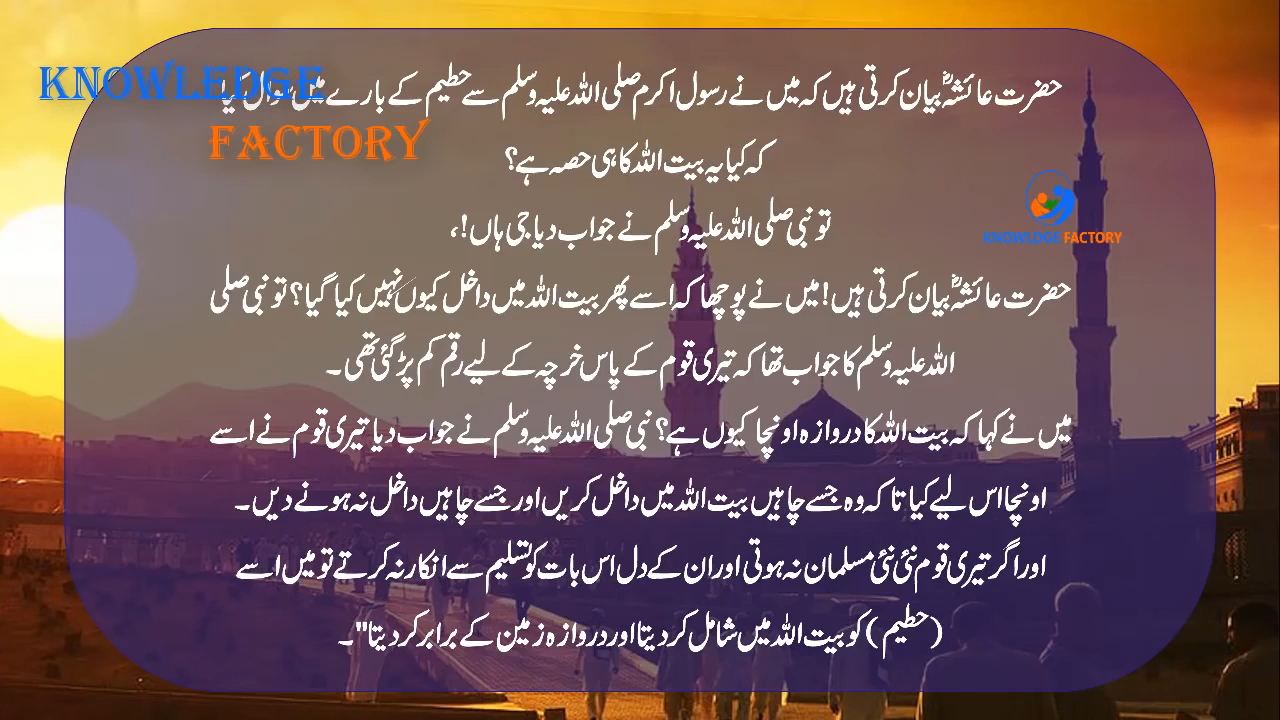 KNOWLEDGE
FACTORY
حضرت عائشہؓ بیان کرتی ہیں کہ میں نے رسول اکرم صلی اللہ علیہ وسلم سے حطیم کے بارے میں سوال کیا
کہ کیا یہ بیت اللہ کا ہی حصہ ہے؟
تو نبی صلی اللہ علیہ وسلم نے جواب دیا جی ہاں!،
KNOWLDGE FACTORY
حضرت عائشہؓ بیان کرتی ہیں! میں نے پوچھا کہ اسے پھر بیت اللہ میں داخل کیوں نہیں کیا گیا؟ تو نبی صلی
اللہ علیہ وسلم کا جواب تھا کہ تیری قوم کے پاس خرچہ کے لیے رقم کم پڑ گئی تھی۔
میں نے کہا کہ بیت اللہ کا دروازہ اونچا کیوں ہے؟ نبی صلی اللہ علیہ وسلم نے جواب دیا تیری قوم نے اسے
اونچا اس لیے کیا تا کہ وہ جسے چاہیں بیت اللہ میں داخل کریں اور جسے چاہیں داخل نہ ہونے دیں۔
اور اگر تیری قوم نئی نئی مسلمان نہ ہوتی اور ان کے دل اس بات کو تسلیم سے انکار نہ کرتے تو میں اسے
(حطیم) کو بیت اللہ میں شامل کر دیتا اور دروازہ زمین کے برابر کر دیتا"۔